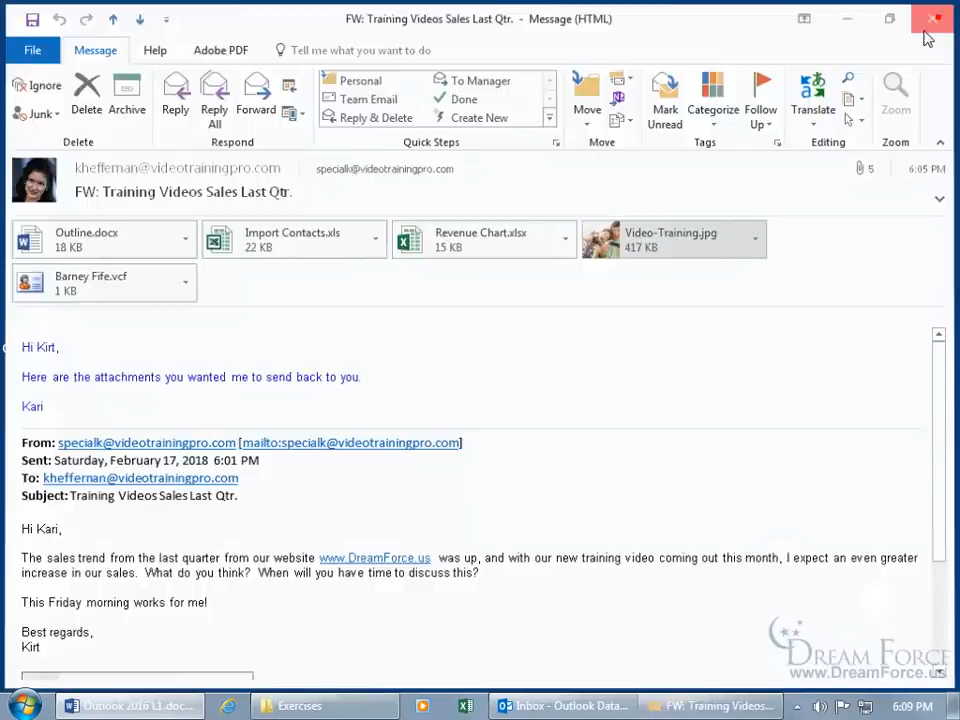 FW: Training Videos Sales Last Qtr. - Message (HTML)
File Message Help Adobe PDF Tell me what you want to do
Ignore
Junk
Delete
Archive
Reply
Reply All
Forward
Personal
To Manager
Team Email
Done
Reply & Delete
Create New
Move
Mark Unread
Categorize
Follow Up
Translate
Zoom
Delete Respond Quick Steps Move Tags Editing Zoom
kheffernan@videotrainingpro.com specialk@videotrainingpro.com 5 6:05 PM
FW: Training Videos Sales Last Qtr.
Outline.docx
18 KB
Import Contacts.xls
22 KB
Revenue Chart.xlsx
15 KB
Video-Training.jpg
417 KB
Barney Fife.vcf
1 KB
Hi Kirt,
Here are the attachments you wanted me to send back to you.
Kari
From: specialk@videotrainingpro.com [mailto:specialk@videotrainingpro.com]
Sent: Saturday, February 17, 2018 6:01 PM
To: kheffernan@videotrainingpro.com
Subject: Training Videos Sales Last Qtr.
Hi Kari,
The sales trend from the last quarter from our website www.DreamForce.us was up, and with our new training video coming out this month, I expect an even greater
increase in our sales. What do you think? When will you have time to discuss this?
This Friday morning works for me!
Best regards,
Kirt
DREAM FORCE
www.DreamForce.us
Outlook 2016 L1.doc... Exercises Inbox - Outlook Data... FW: Training Videos... 6:09 PM